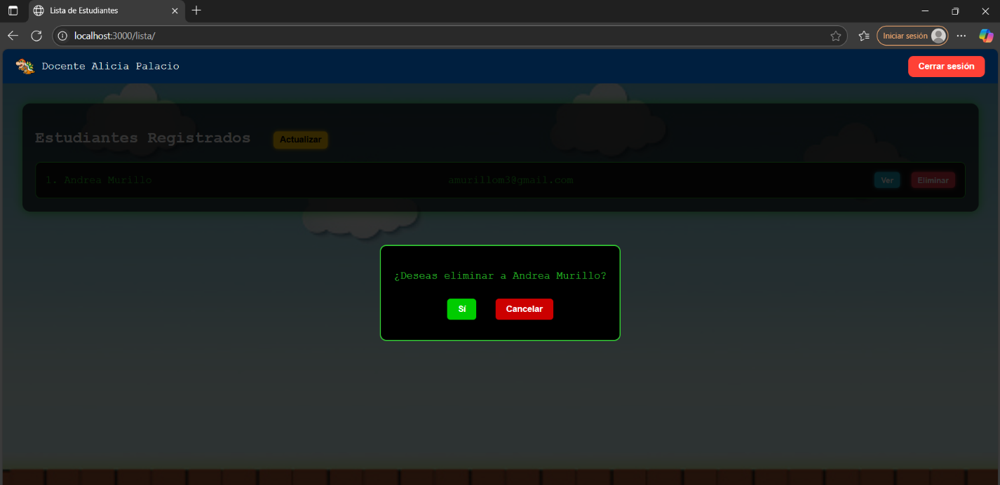 Lista de Estudiantes
localhost:3000/lista/
Iniciar sesión
Docente Alicia Palacio
Cerrar sesión
Estudiantes Registrados
Actualizar
1. Andrea Murillo
amurillom3@gmail.com
Ver
Eliminar
¿Deseas eliminar a Andrea Murillo?
Sí
Cancelar